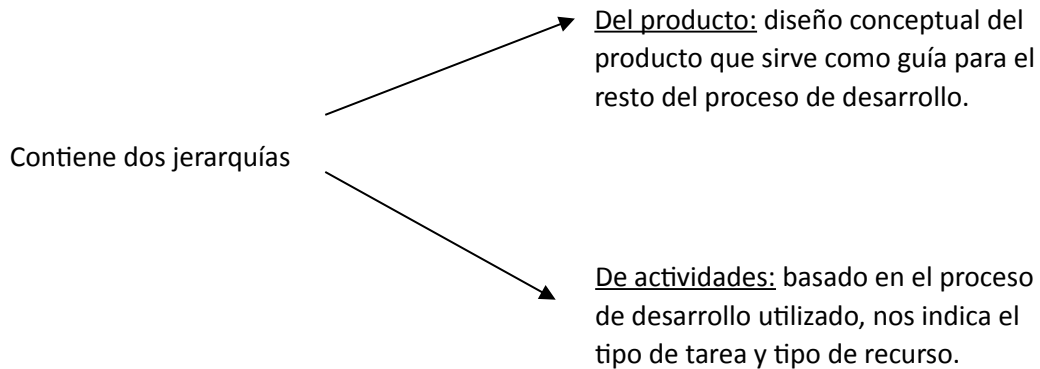 Contiene dos jerarquías
Del producto: diseño conceptual del
producto que sirve como guía para el
resto del proceso de desarrollo.
De actividades: basado en el proceso
de desarrollo utilizado, nos indica el
tipo de tarea y tipo de recurso.